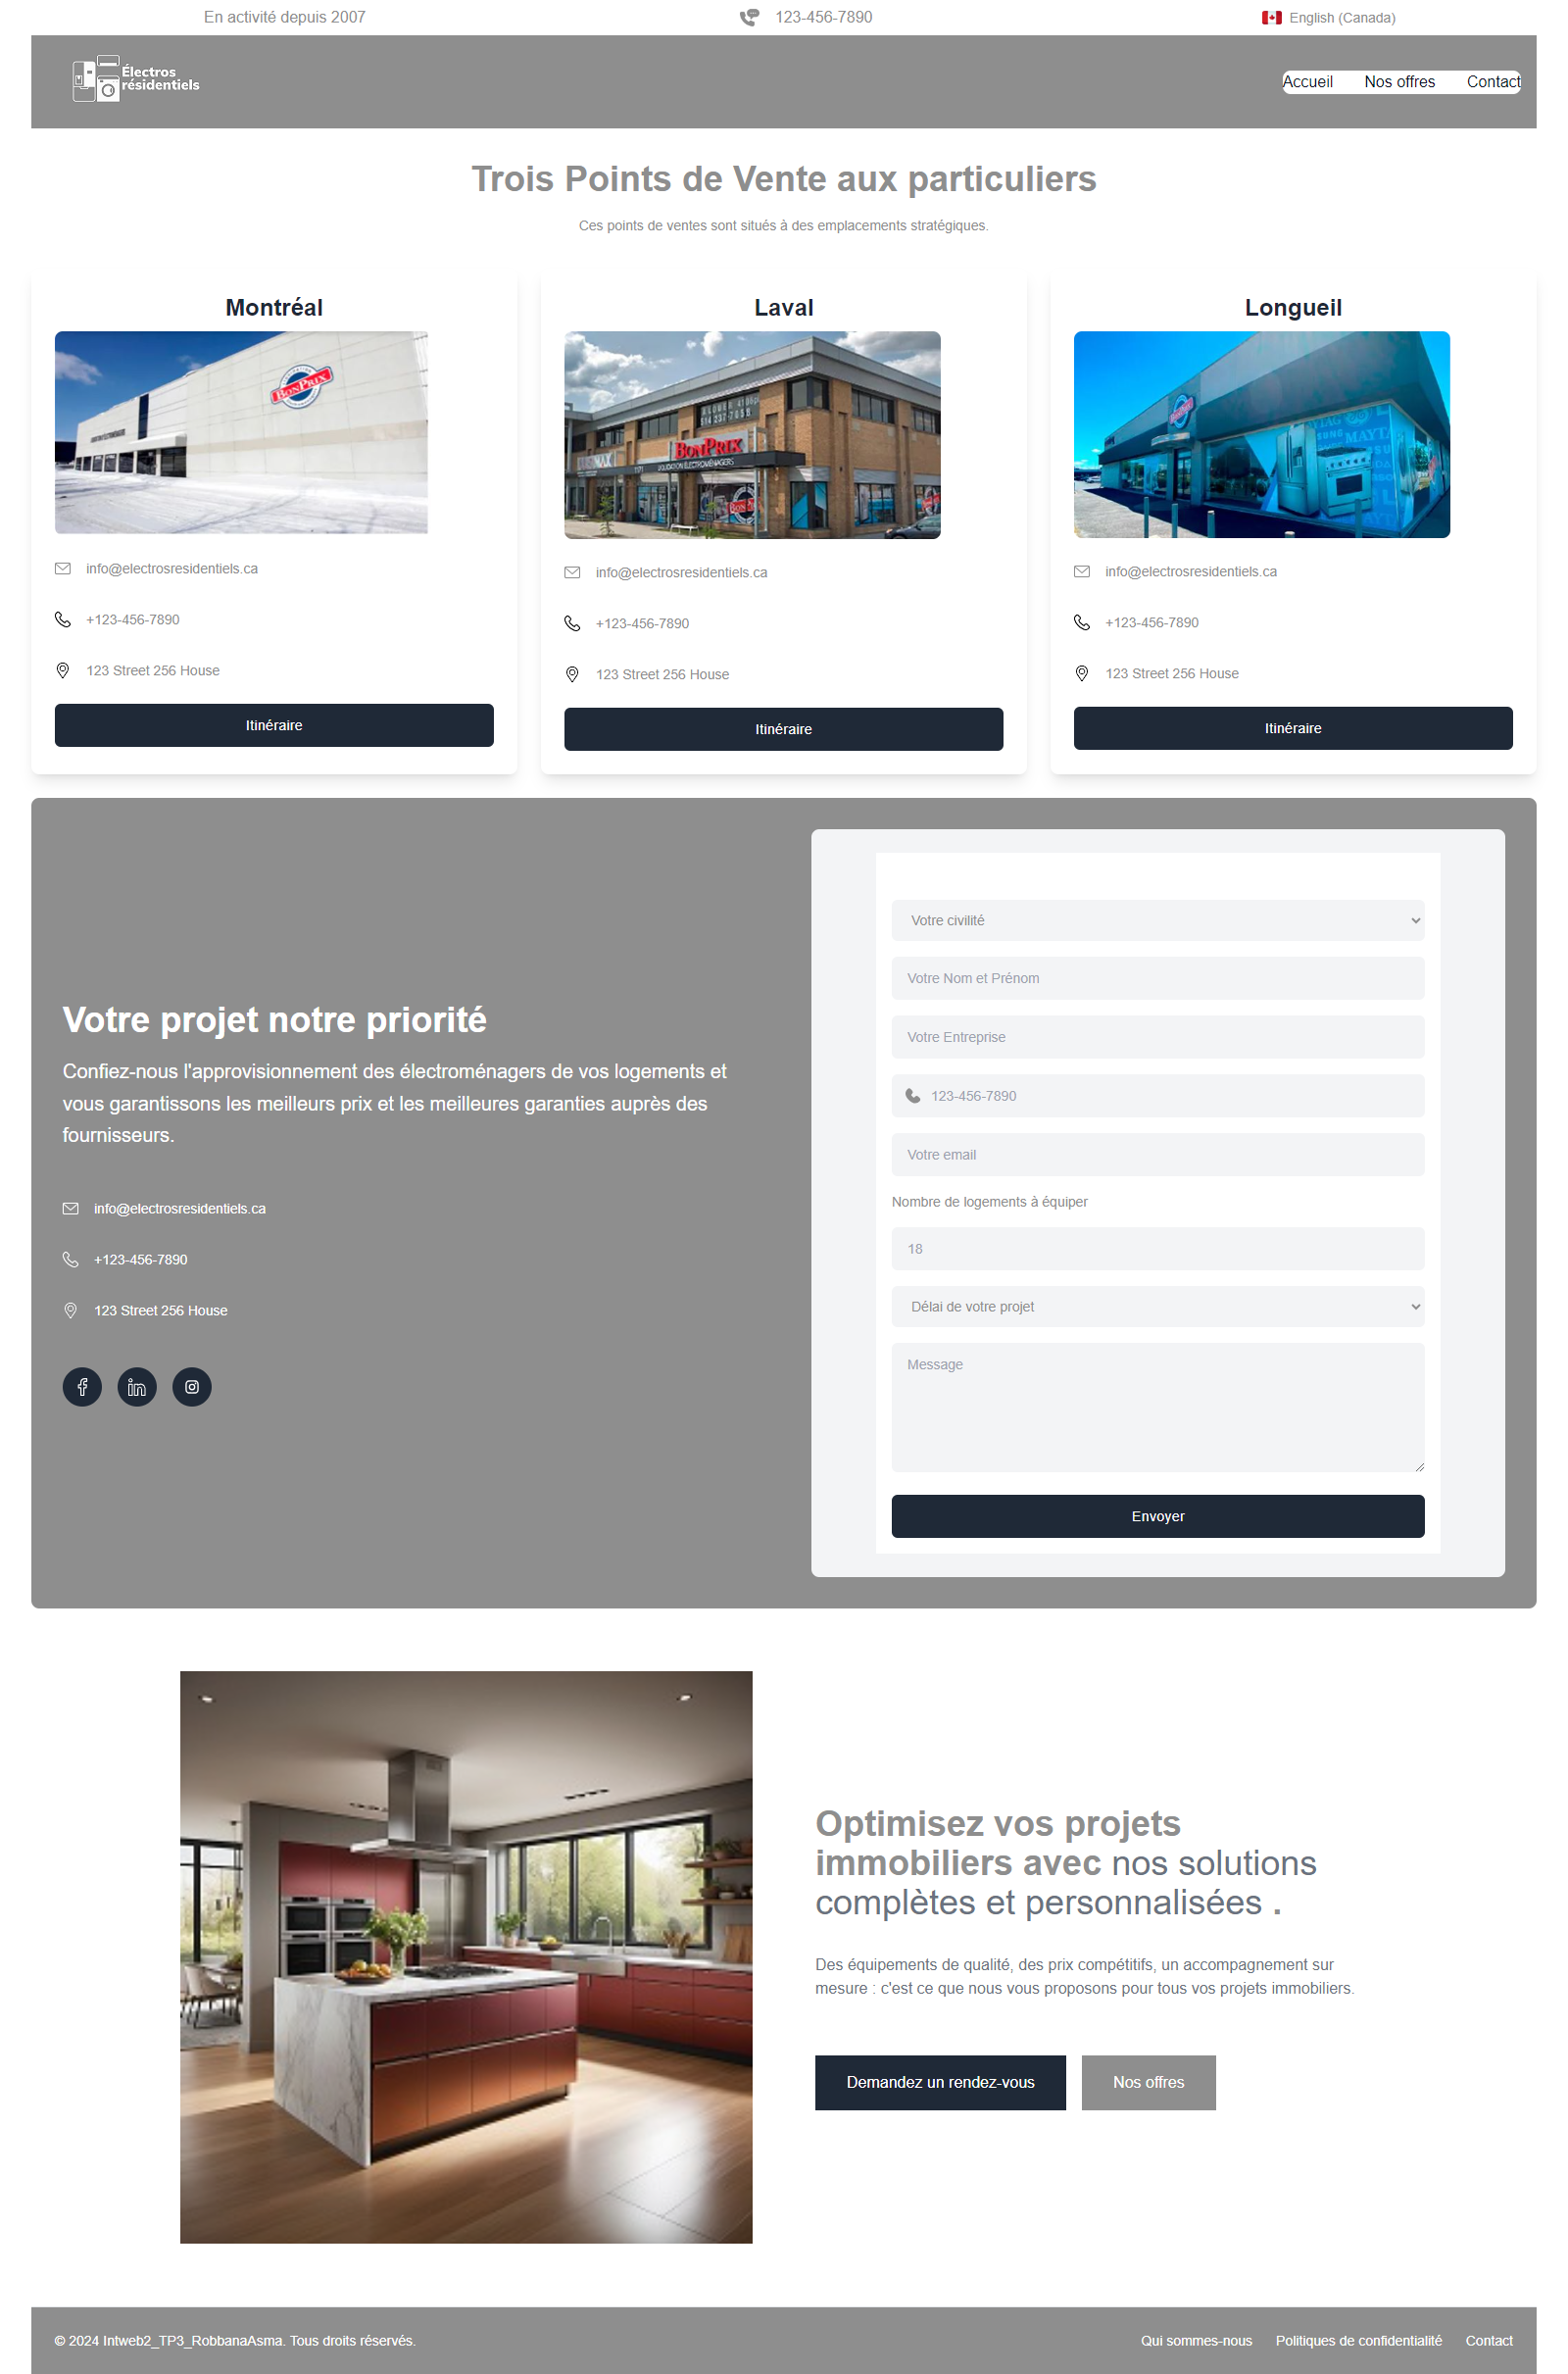 En activité depuis 2007
123-456-7890
English (Canada)
Électros
résidentiels
Accueil
Nos offres
Contact
Trois Points de Vente aux particuliers
Ces points de ventes sont situés à des emplacements stratégiques.
Montréal
BONPRIX
info@electrosresidentiels.ca
+123-456-7890
123 Street 256 House
Itinéraire
Laval
BONPRIX
LIQUIDATION ÉLECTROMÉNAGERS
info@electrosresidentiels.ca
+123-456-7890
123 Street 256 House
Itinéraire
Longueil
BONPRIX
info@electrosresidentiels.ca
+123-456-7890
123 Street 256 House
Itinéraire
Votre projet notre priorité
Confiez-nous l'approvisionnement des électroménagers de vos logements et
vous garantissons les meilleurs prix et les meilleures garanties auprès des
fournisseurs.
info@electrosresidentiels.ca
+123-456-7890
123 Street 256 House
Votre civilité
Votre Nom et Prénom
Votre Entreprise
123-456-7890
Votre email
Nombre de logements à équiper
18
Délai de votre projet
Message
Envoyer
Optimisez vos projets
immobiliers avec nos solutions
complètes et personnalisées .
Des équipements de qualité, des prix compétitifs, un accompagnement sur
mesure : c'est ce que nous vous proposons pour tous vos projets immobiliers.
Demandez un rendez-vous
Nos offres
© 2024 Intweb2_TP3_RobbanaAsma. Tous droits réservés.
Qui sommes-nous
Politiques de confidentialité
Contact